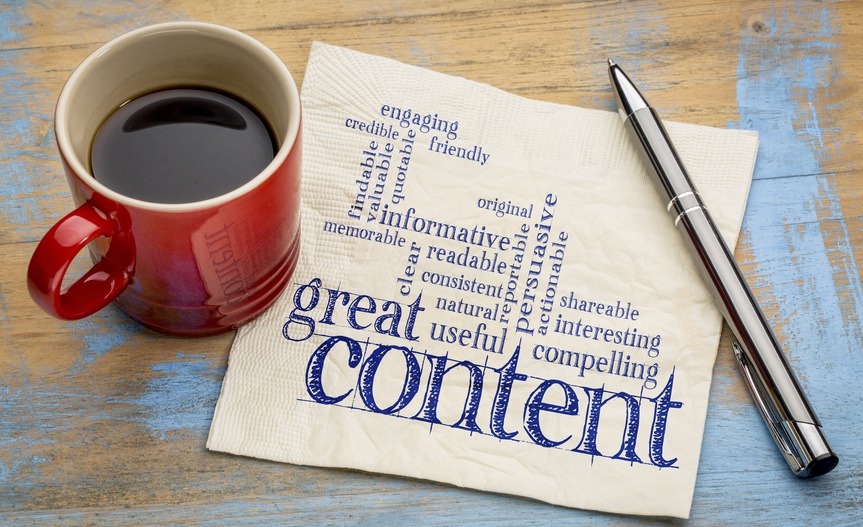 engaging
credible
friendly
findable
valuable
quotable
original
informative
memorable
clear
readable
reportable
persuasive
actionable
consistent
natural
shareable
useful
interesting
compelling
great
content
content